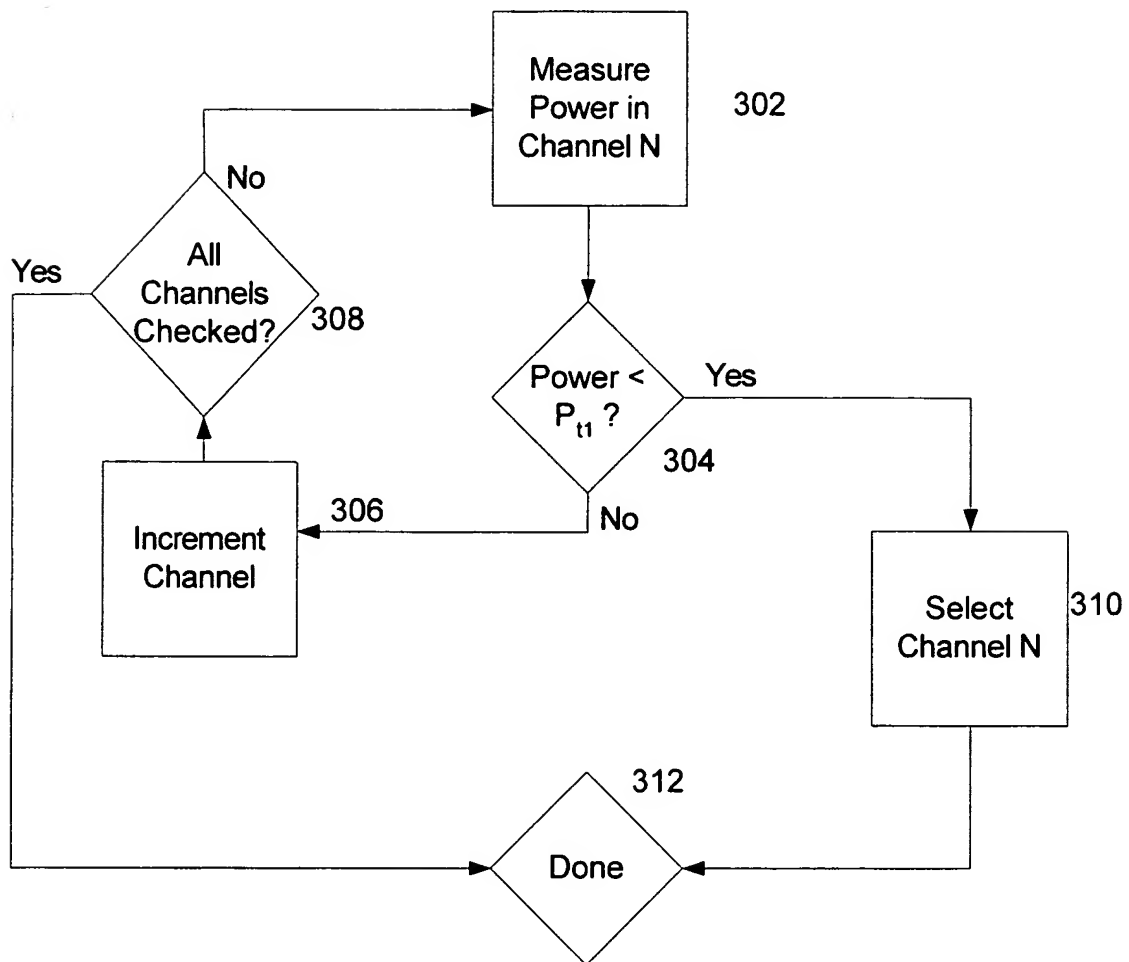 Measure
Power in
Channel N
302
No
All
Channels
Checked?
Yes
308
Power <
Pt1 ?
Yes
304
No
306
Increment
Channel
Select
Channel N
310
312
Done